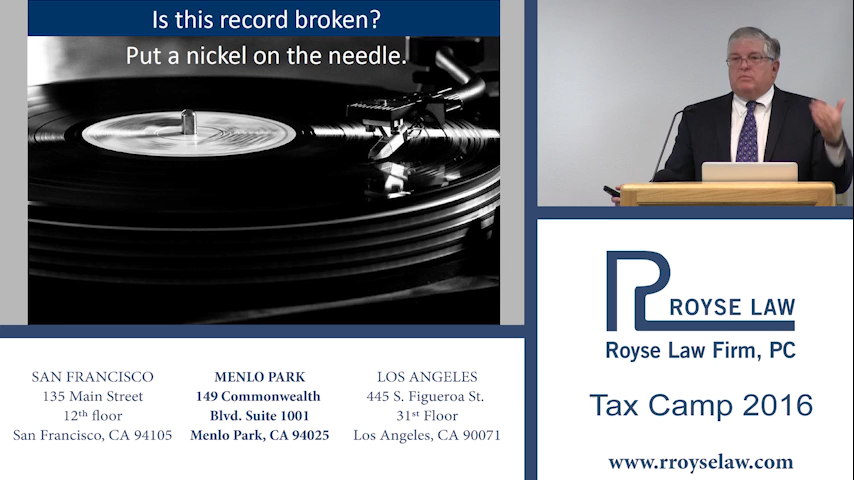 Is this record broken?
Put a nickel on the needle.
SAN FRANCISCO
135 Main Street
12th floor
San Francisco, CA 94105
MENLO PARK
149 Commonwealth
Blvd. Suite 1001
Menlo Park, CA 94025
LOS ANGELES
445 S. Figueroa St.
31st Floor
Los Angeles, CA 90071
ROYSE LAW
Royse Law Firm, PC
Tax Camp 2016
www.rroyselaw.com